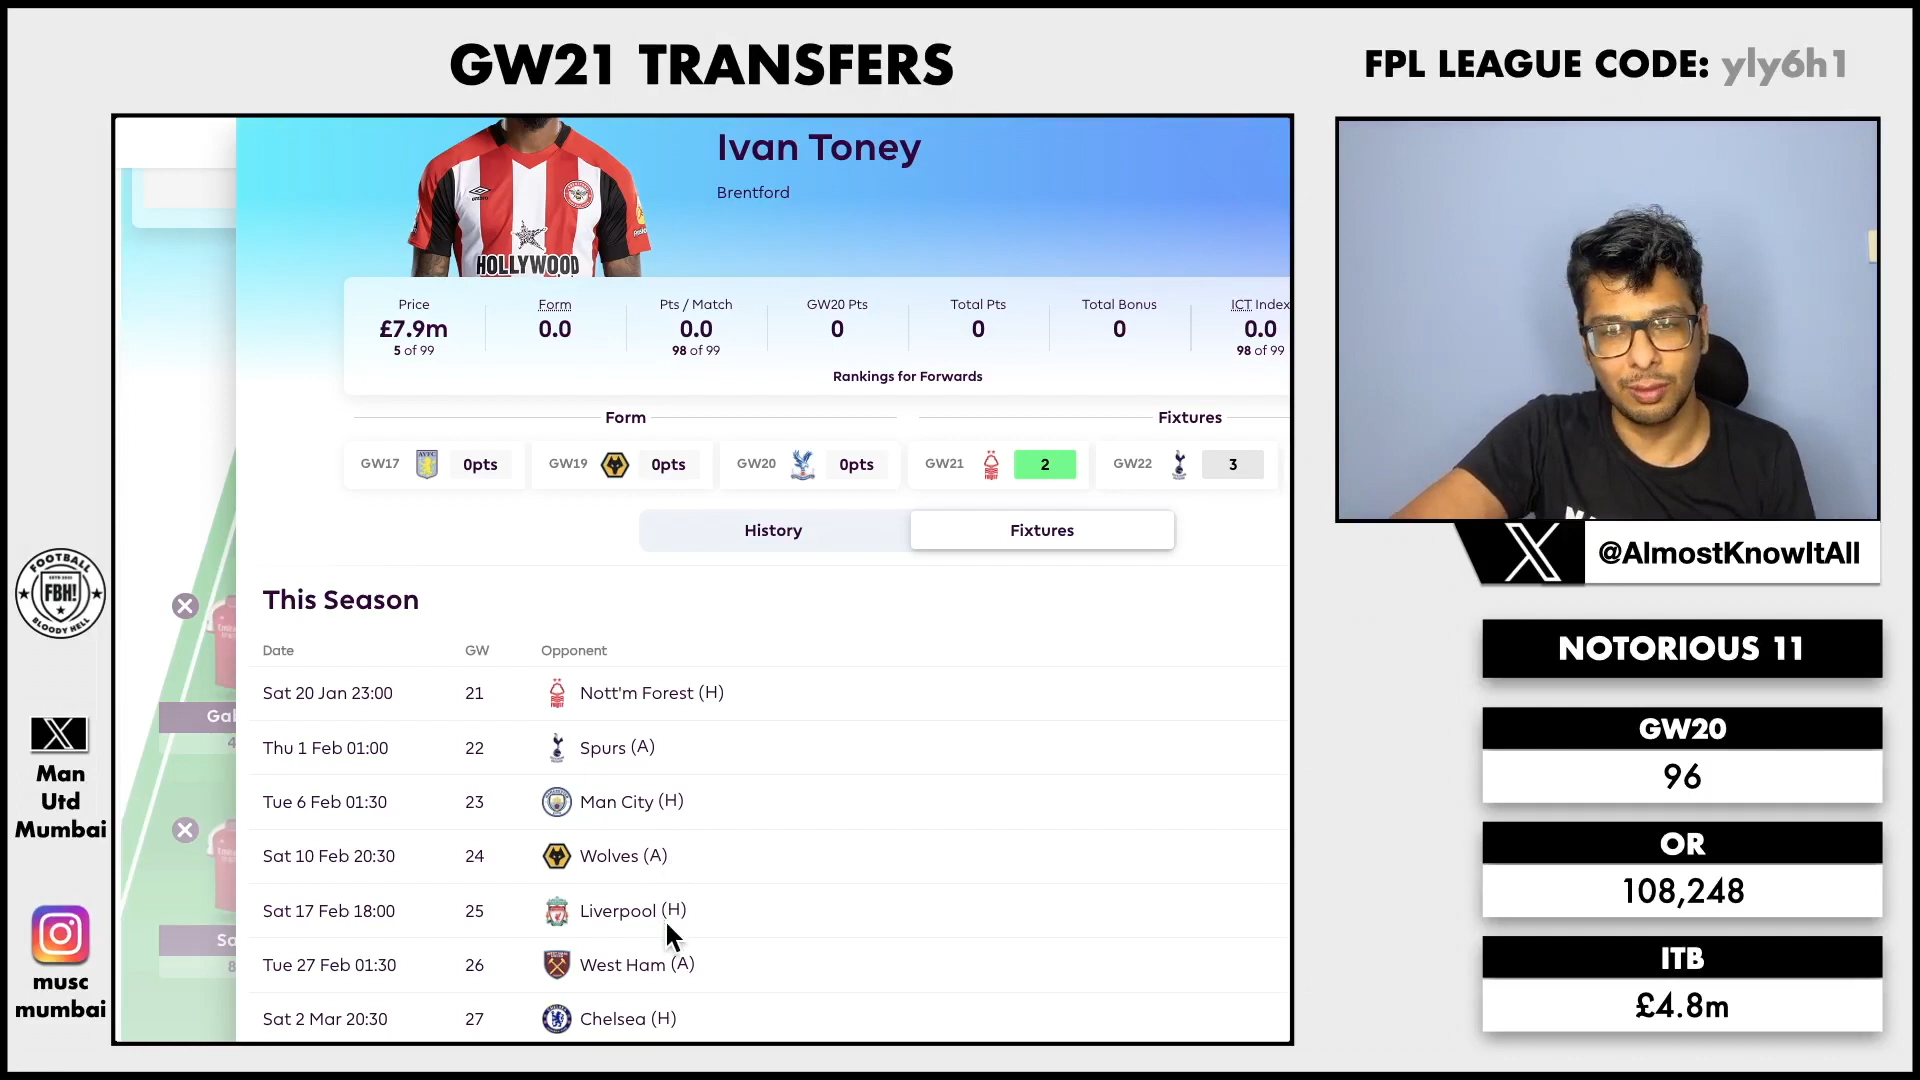 GW21 TRANSFERS
FPL LEAGUE CODE: yly6h1
Ivan Toney
Brentford
HOLLYWOOD
Price
£7.9m
5 of 99
Form
0.0
Pts / Match
0.0
98 of 99
GW20 Pts
0
Total Pts
0
Total Bonus
0
ICT Index
0.0
98 of 99
Rankings for Forwards
Form
Fixtures
GW17 0pts
GW19 0pts
GW20 0pts
GW21 2
GW22 3
History
Fixtures
This Season
Date GW Opponent
Sat 20 Jan 23:00 21 Nott'm Forest (H)
Thu 1 Feb 01:00 22 Spurs (A)
Tue 6 Feb 01:30 23 Man City (H)
Sat 10 Feb 20:30 24 Wolves (A)
Sat 17 Feb 18:00 25 Liverpool (H)
Tue 27 Feb 01:30 26 West Ham (A)
Sat 2 Mar 20:30 27 Chelsea (H)
Gal
4
Sa
8
FOOTBALL
FBH!
BLOODY HELL
X
Man
Utd
Mumbai
musc
mumbai
X @AlmostKnowItAll
NOTORIOUS 11
GW20
96
OR
108,248
ITB
£4.8m